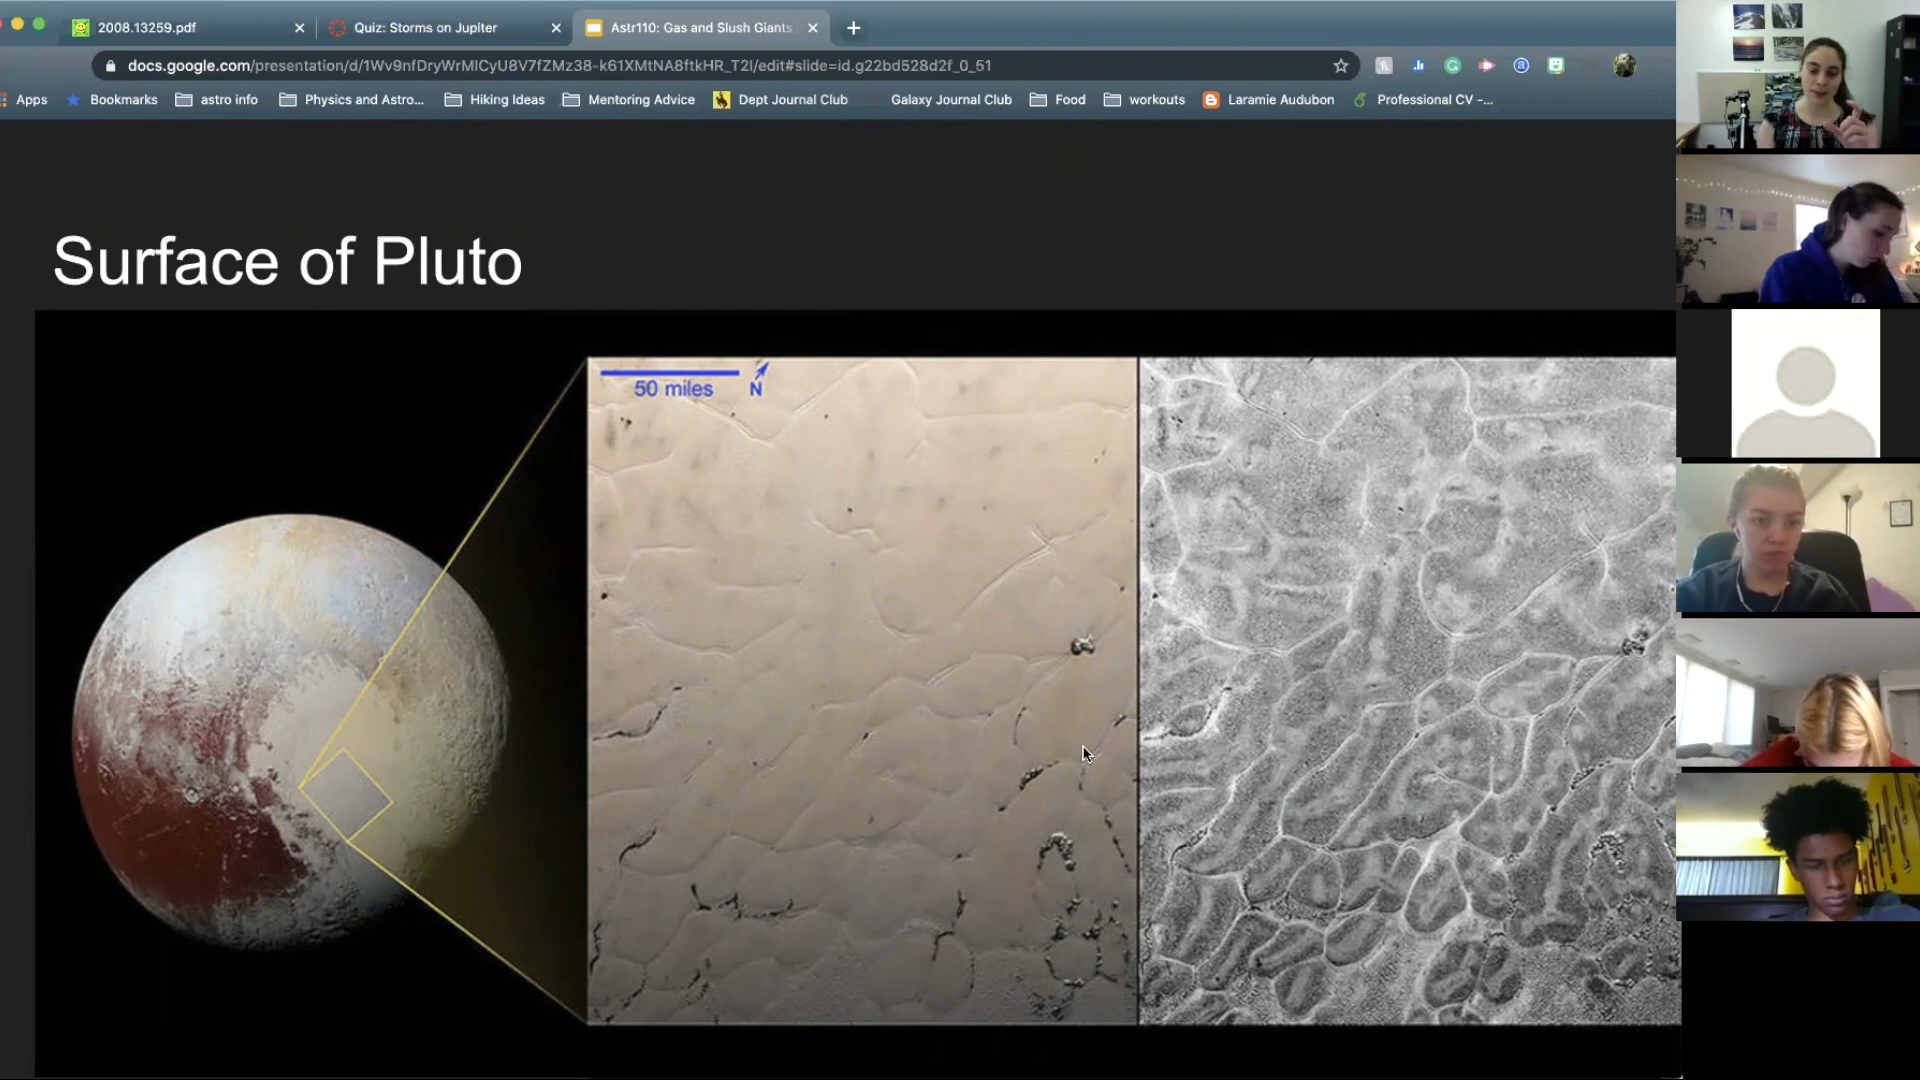 2008.13259.pdf
Quiz: Storms on Jupiter
Astr110: Gas and Slush Giants
docs.google.com/presentation/d/1Wv9nfDryWrMlCyU8V7fZMz38-k61XMtNA8ftkHR_T2I/edit#slide=id.g22bd528d2f_0_51
Apps Bookmarks astro info Physics and Astro... Hiking Ideas Mentoring Advice Dept Journal Club Galaxy Journal Club Food workouts Laramie Audubon Professional CV -...
Surface of Pluto
50 miles N